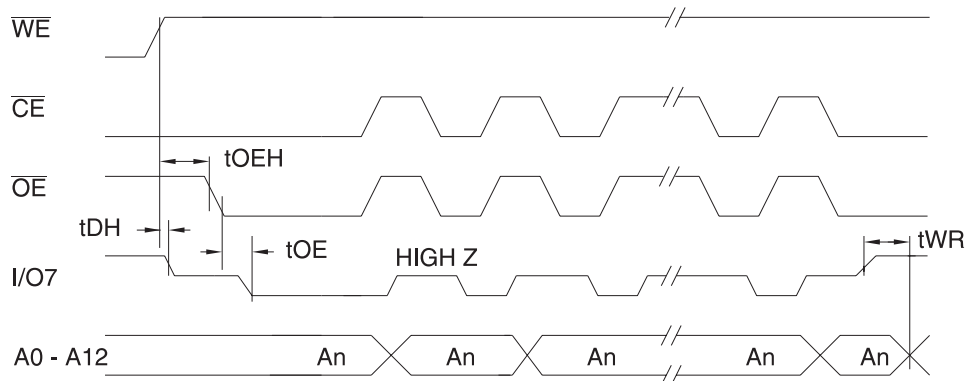 WE
CE
tOEH
OE
tDH
tOE
HIGH Z
tWR
I/O7
A0 - A12 An An An An An